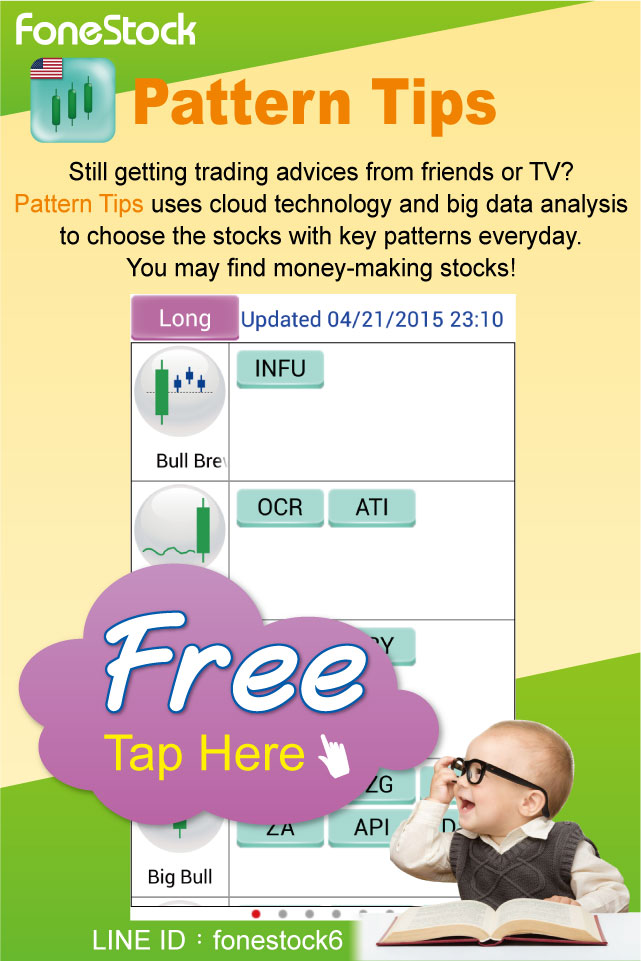 FoneStock
Pattern Tips
Still getting trading advices from friends or TV?
Pattern Tips uses cloud technology and big data analysis
to choose the stocks with key patterns everyday.
You may find money-making stocks!
Long Updated 04/21/2015 23:10
INFU
Bull Brew
OCR ATI
Free
Tap Here
ZA API
Big Bull
LINE ID：fonestock6